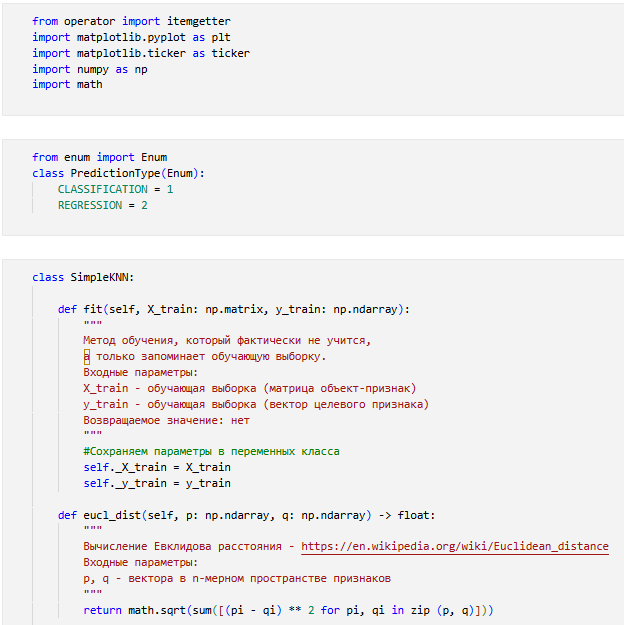 from operator import itemgetter
import matplotlib.pyplot as plt
import matplotlib.ticker as ticker
import numpy as np
import math
from enum import Enum
class PredictionType(Enum):
    CLASSIFICATION = 1
    REGRESSION = 2
class SimpleKNN:
    def fit(self, X_train: np.matrix, y_train: np.ndarray):
        """
        Метод обучения, который фактически не учится,
        а только запоминает обучающую выборку.
        Входные параметры:
        X_train - обучающая выборка (матрица объект-признак)
        y_train - обучающая выборка (вектор целевого признака)
        Возвращаемое значение: нет
        """
        #Сохраняем параметры в переменных класса
        self._X_train = X_train
        self._y_train = y_train
    def eucl_dist(self, p: np.ndarray, q: np.ndarray) -> float:
        """
        Вычисление Евклидова расстояния - https://en.wikipedia.org/wiki/Euclidean_distance
        Входные параметры:
        p, q - вектора в n-мерном пространстве признаков
        """
        return math.sqrt(sum([(pi - qi) ** 2 for pi, qi in zip (p, q)]))